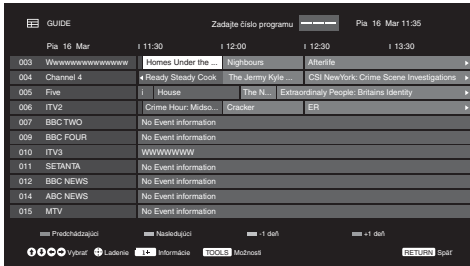 GUIDE Zadajte číslo programu Pia 16 Mar 11:35
Pia 16 Mar 11:30 12:00 12:30 13:30
003 Wwwwwwwwwwwwww Homes Under the ... Nighbours Afterlife
004 Channel 4 Ready Steady Cook The Jermy Kyle ... CSI NewYork: Crime Scene Investigations
005 Five i House The N... Extraordinaly People: Britains Identity
006 ITV2 Crime Hour: Midso... Cracker ER
007 BBC TWO No Event information
009 BBC FOUR No Event information
010 ITV3 WWWWWWW
011 SETANTA No Event information
012 BBC NEWS No Event information
014 ABC NEWS No Event information
015 MTV No Event information
Predchádzajúci Nasledujúci -1 deň +1 deň
Vybrať Ladenie Informácie TOOLS Možnosti RETURN Späť